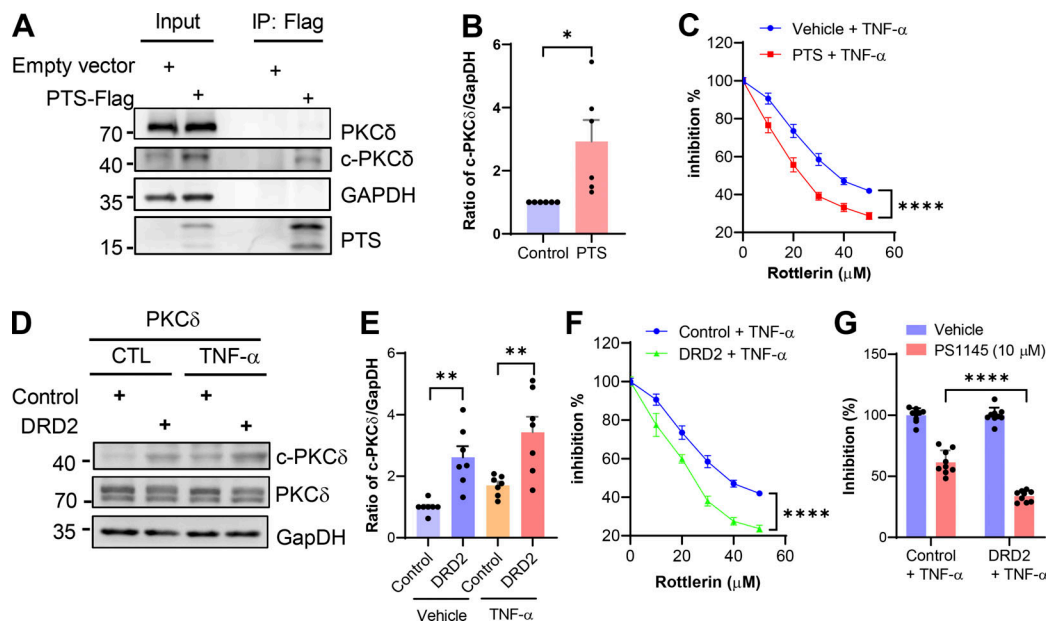 A
Input IP: Flag
Empty vector + +
PTS-Flag + +
70 PKCδ
40 c-PKCδ
35 GAPDH
15 PTS
B
Ratio of c-PKCδ/GapDH
6
4
2
0
*
Control PTS
C
Vehicle + TNF-α
PTS + TNF-α
inhibition %
120
100
80
60
40
20
****
0 20 40 60
Rottlerin (μM)
D
PKCδ
CTL TNF-α
Control + +
DRD2 + +
40 c-PKCδ
70 PKCδ
35 GapDH
E
Ratio of c-PKCδ/GapDH
6
4
2
0
** **
Control DRD2 Control DRD2
Vehicle TNF-α
F
Control + TNF-α
DRD2 + TNF-α
inhibition %
120
100
80
60
40
20
****
0 20 40 60
Rottlerin (μM)
G
Vehicle
PS1145 (10 μM)
Inhibition (%)
150
100
50
0
****
Control DRD2
+ TNF-α + TNF-α